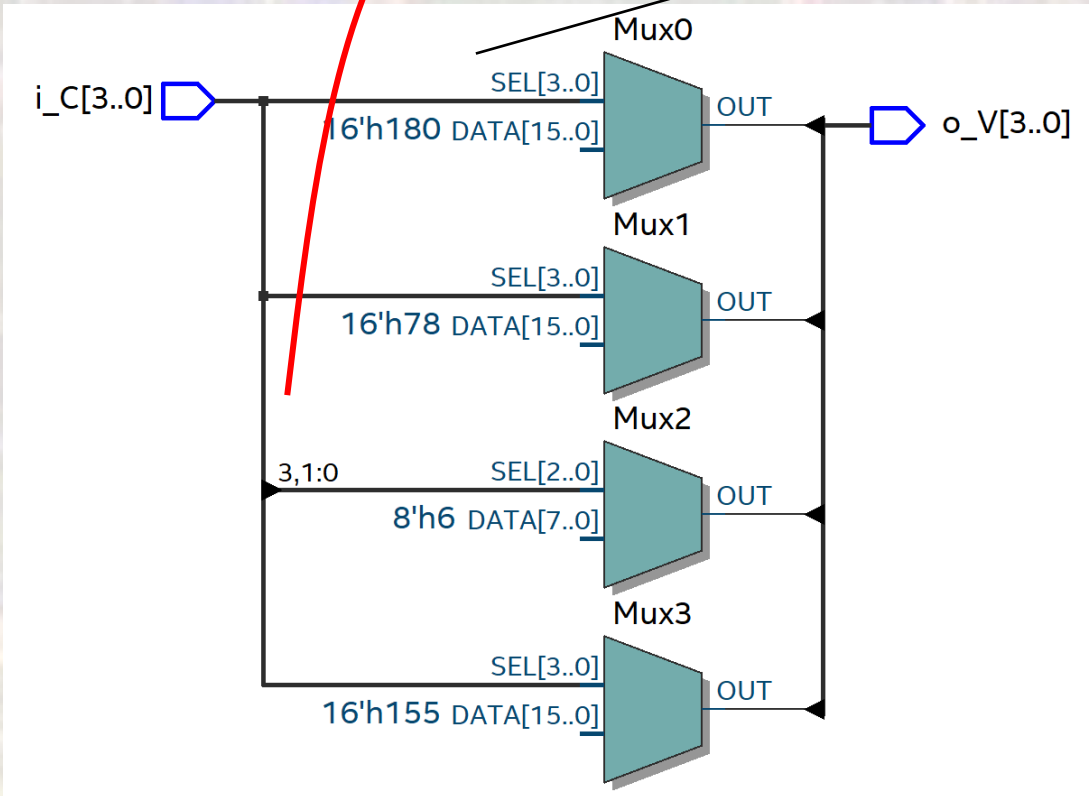 Mux0
i_C[3..0]
SEL[3..0]
16'h180 DATA[15..0]
OUT
o_V[3..0]
Mux1
SEL[3..0]
16'h78 DATA[15..0]
OUT
Mux2
3,1:0
SEL[2..0]
8'h6 DATA[7..0]
OUT
Mux3
SEL[3..0]
16'h155 DATA[15..0]
OUT